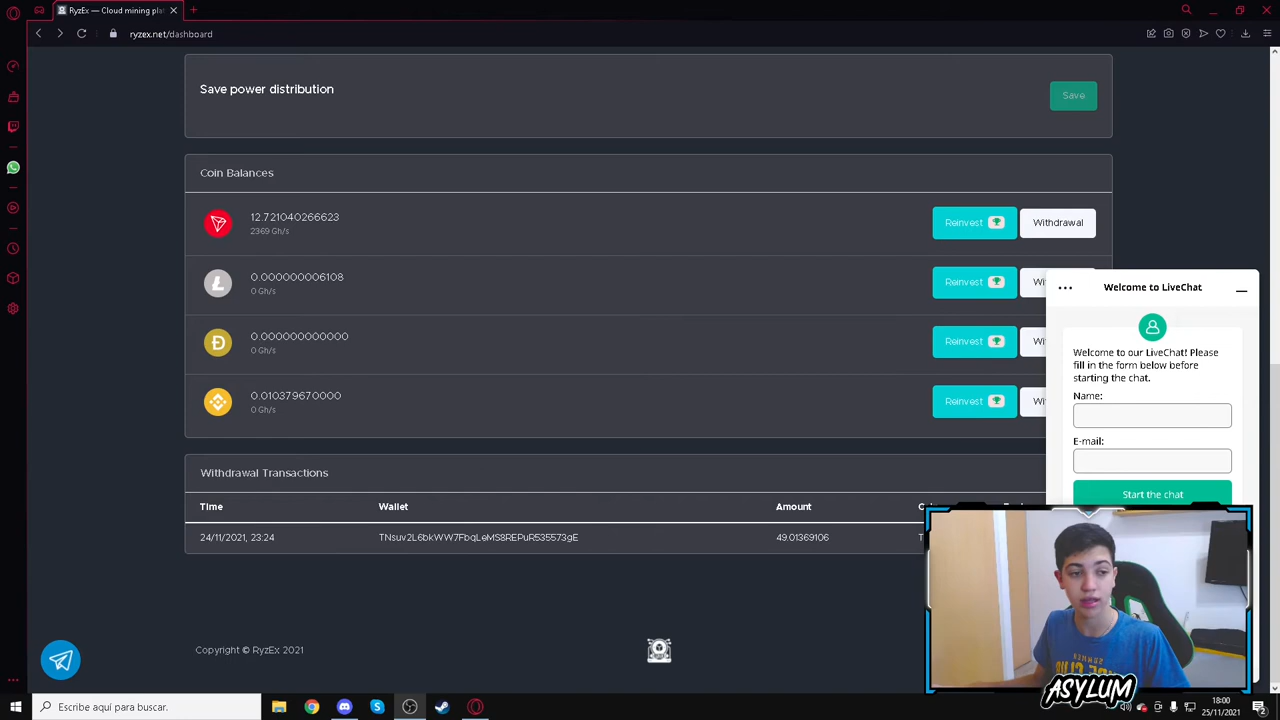 RyzEx — Cloud mining pla
ryzex.net/dashboard
Save power distribution
Save
Coin Balances
12.721040266623
2369 Gh/s
Reinvest
Withdrawal
0.000000006108
0 Gh/s
Reinvest
0.000000000000
0 Gh/s
Reinvest
0.010379670000
0 Gh/s
Reinvest
Withdrawal Transactions
Time Wallet Amount
24/11/2021, 23:24 TNsuv2L6bkWW7FbqLeMS8REPuR535573gE 49.01369106
Copyright © RyzEx 2021
Welcome to LiveChat
Welcome to our LiveChat! Please
fill in the form below before
starting the chat.
Name:
E-mail:
Start the chat
ASYLUM
Escribe aquí para buscar.
18:00
25/11/2021